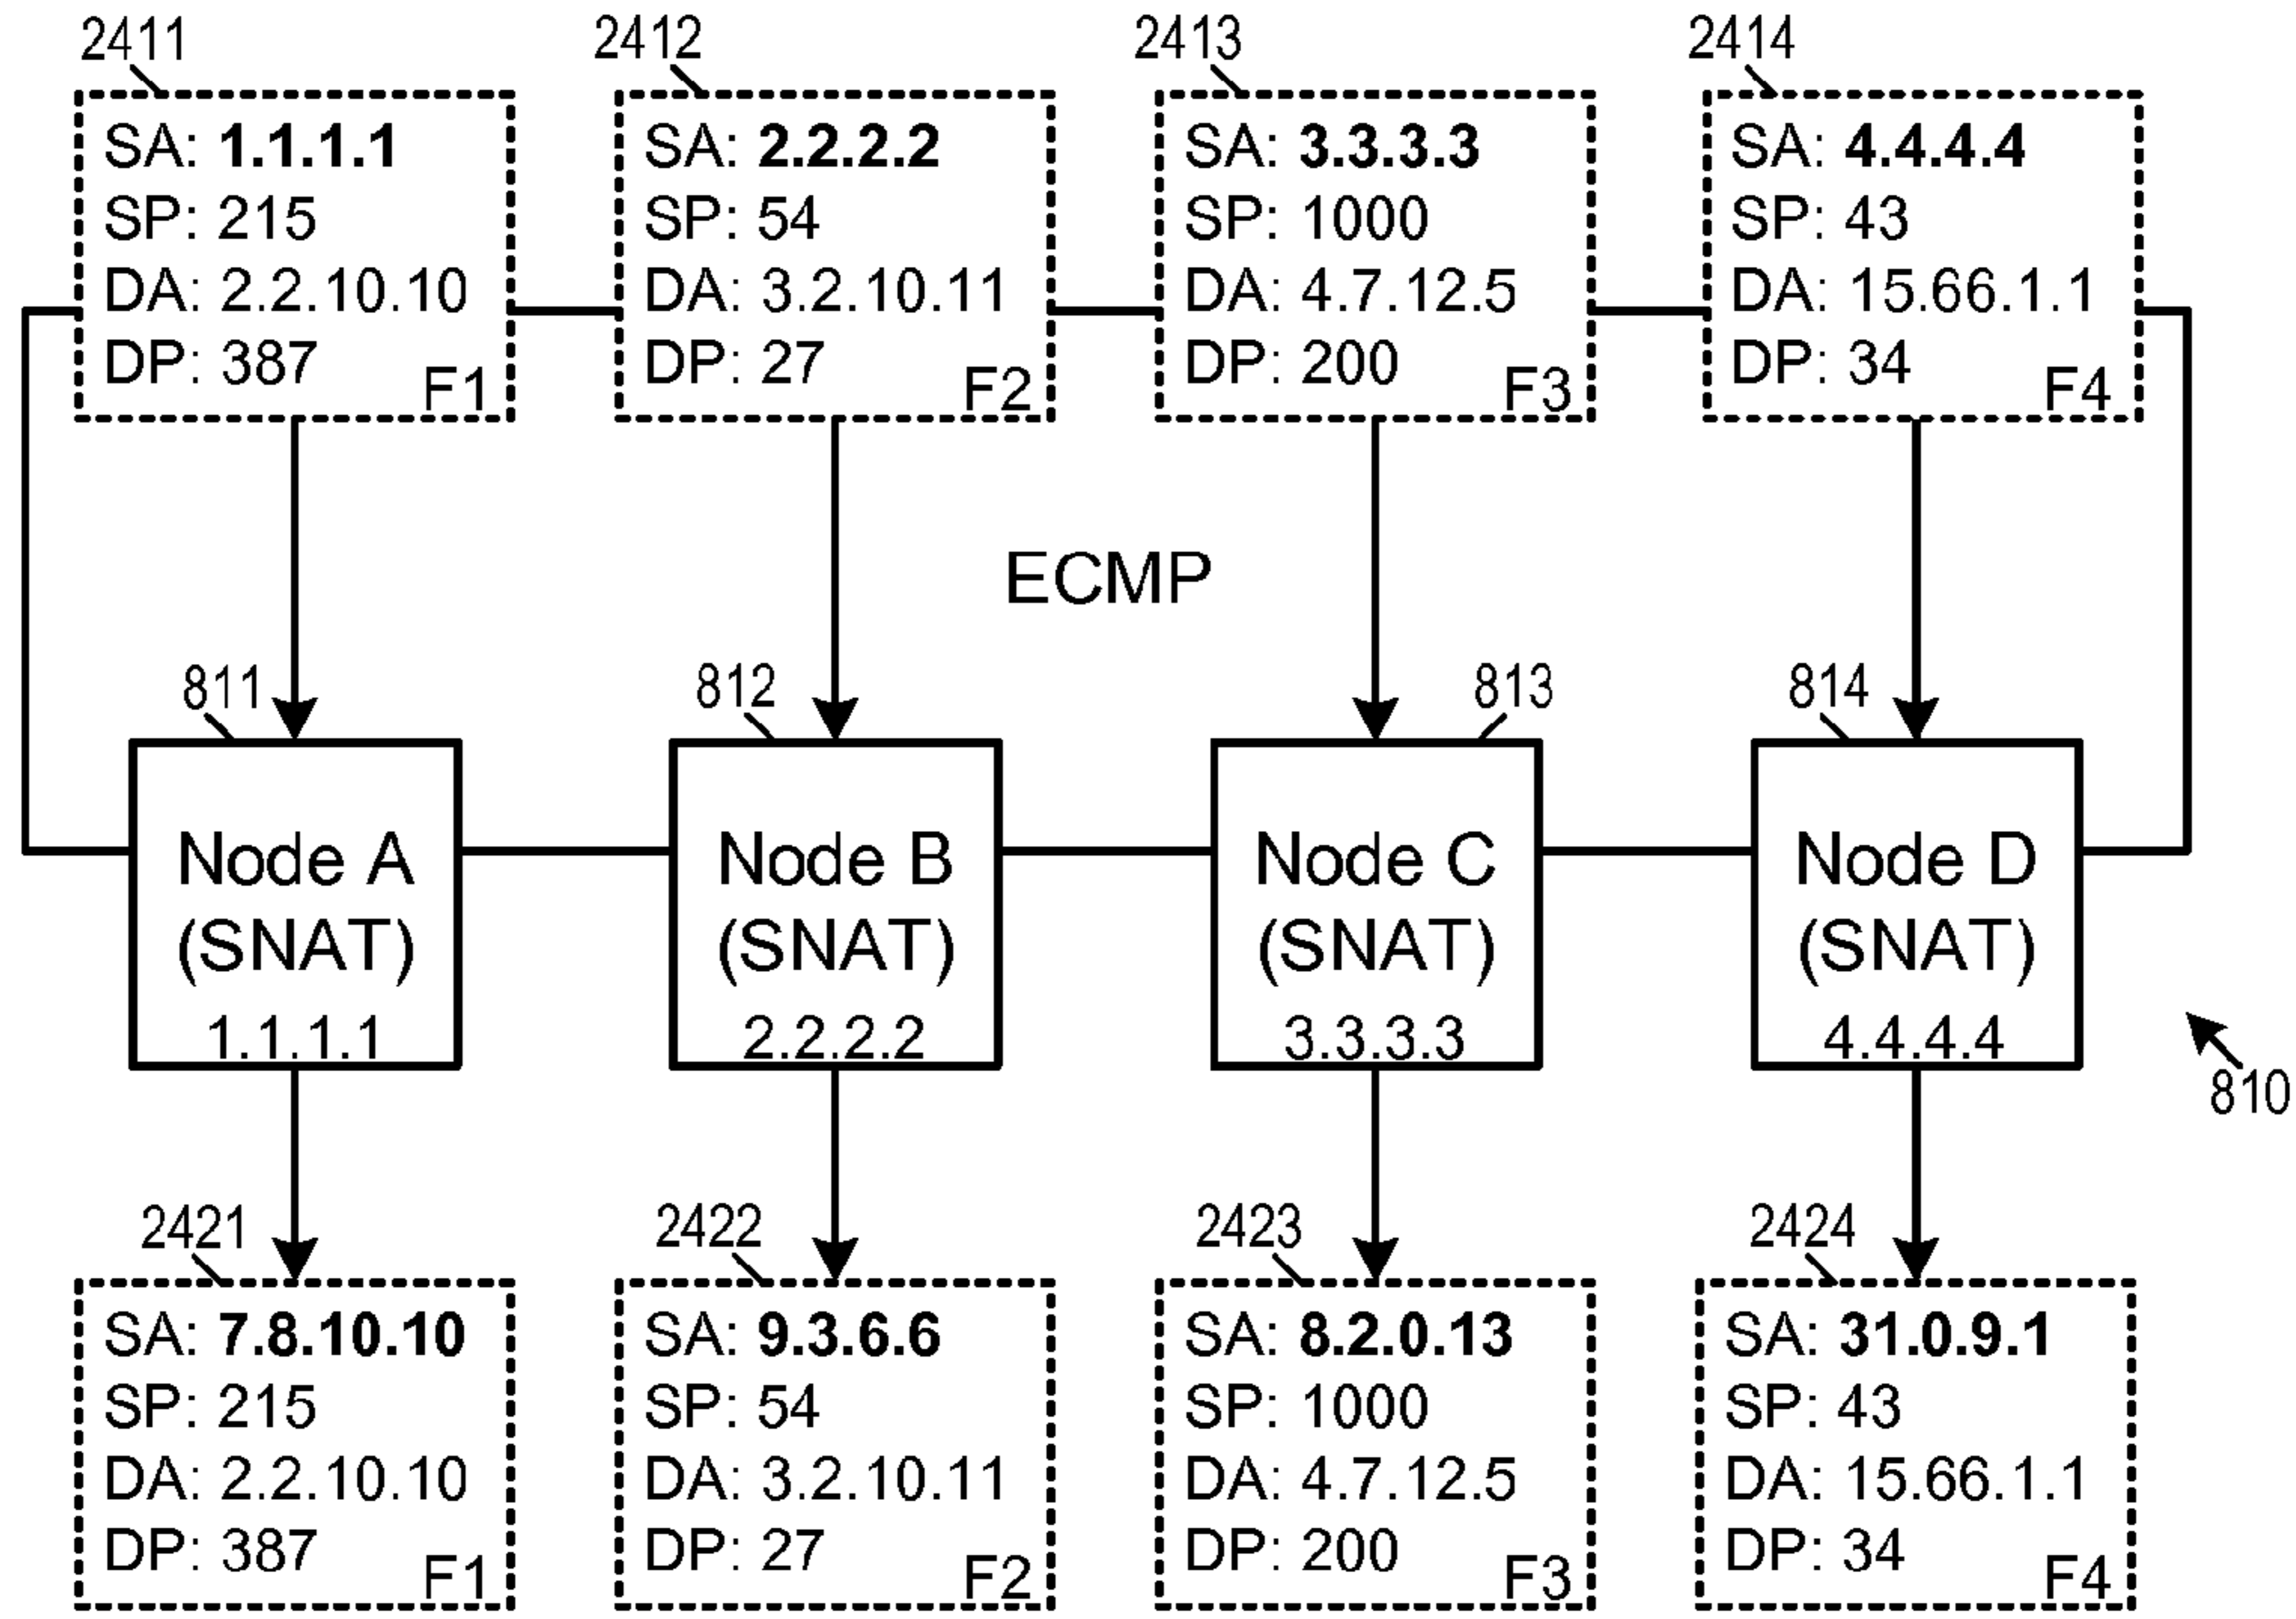 2411
SA: 1.1.1.1
SP: 215
DA: 2.2.10.10
DP: 387
F1
2412
SA: 2.2.2.2
SP: 54
DA: 3.2.10.11
DP: 27
F2
2413
SA: 3.3.3.3
SP: 1000
DA: 4.7.12.5
DP: 200
F3
2414
SA: 4.4.4.4
SP: 43
DA: 15.66.1.1
DP: 34
F4
ECMP
811
Node A
(SNAT)
1.1.1.1
812
Node B
(SNAT)
2.2.2.2
813
Node C
(SNAT)
3.3.3.3
814
Node D
(SNAT)
4.4.4.4
810
2421
SA: 7.8.10.10
SP: 215
DA: 2.2.10.10
DP: 387
F1
2422
SA: 9.3.6.6
SP: 54
DA: 3.2.10.11
DP: 27
F2
2423
SA: 8.2.0.13
SP: 1000
DA: 4.7.12.5
DP: 200
F3
2424
SA: 31.0.9.1
SP: 43
DA: 15.66.1.1
DP: 34
F4